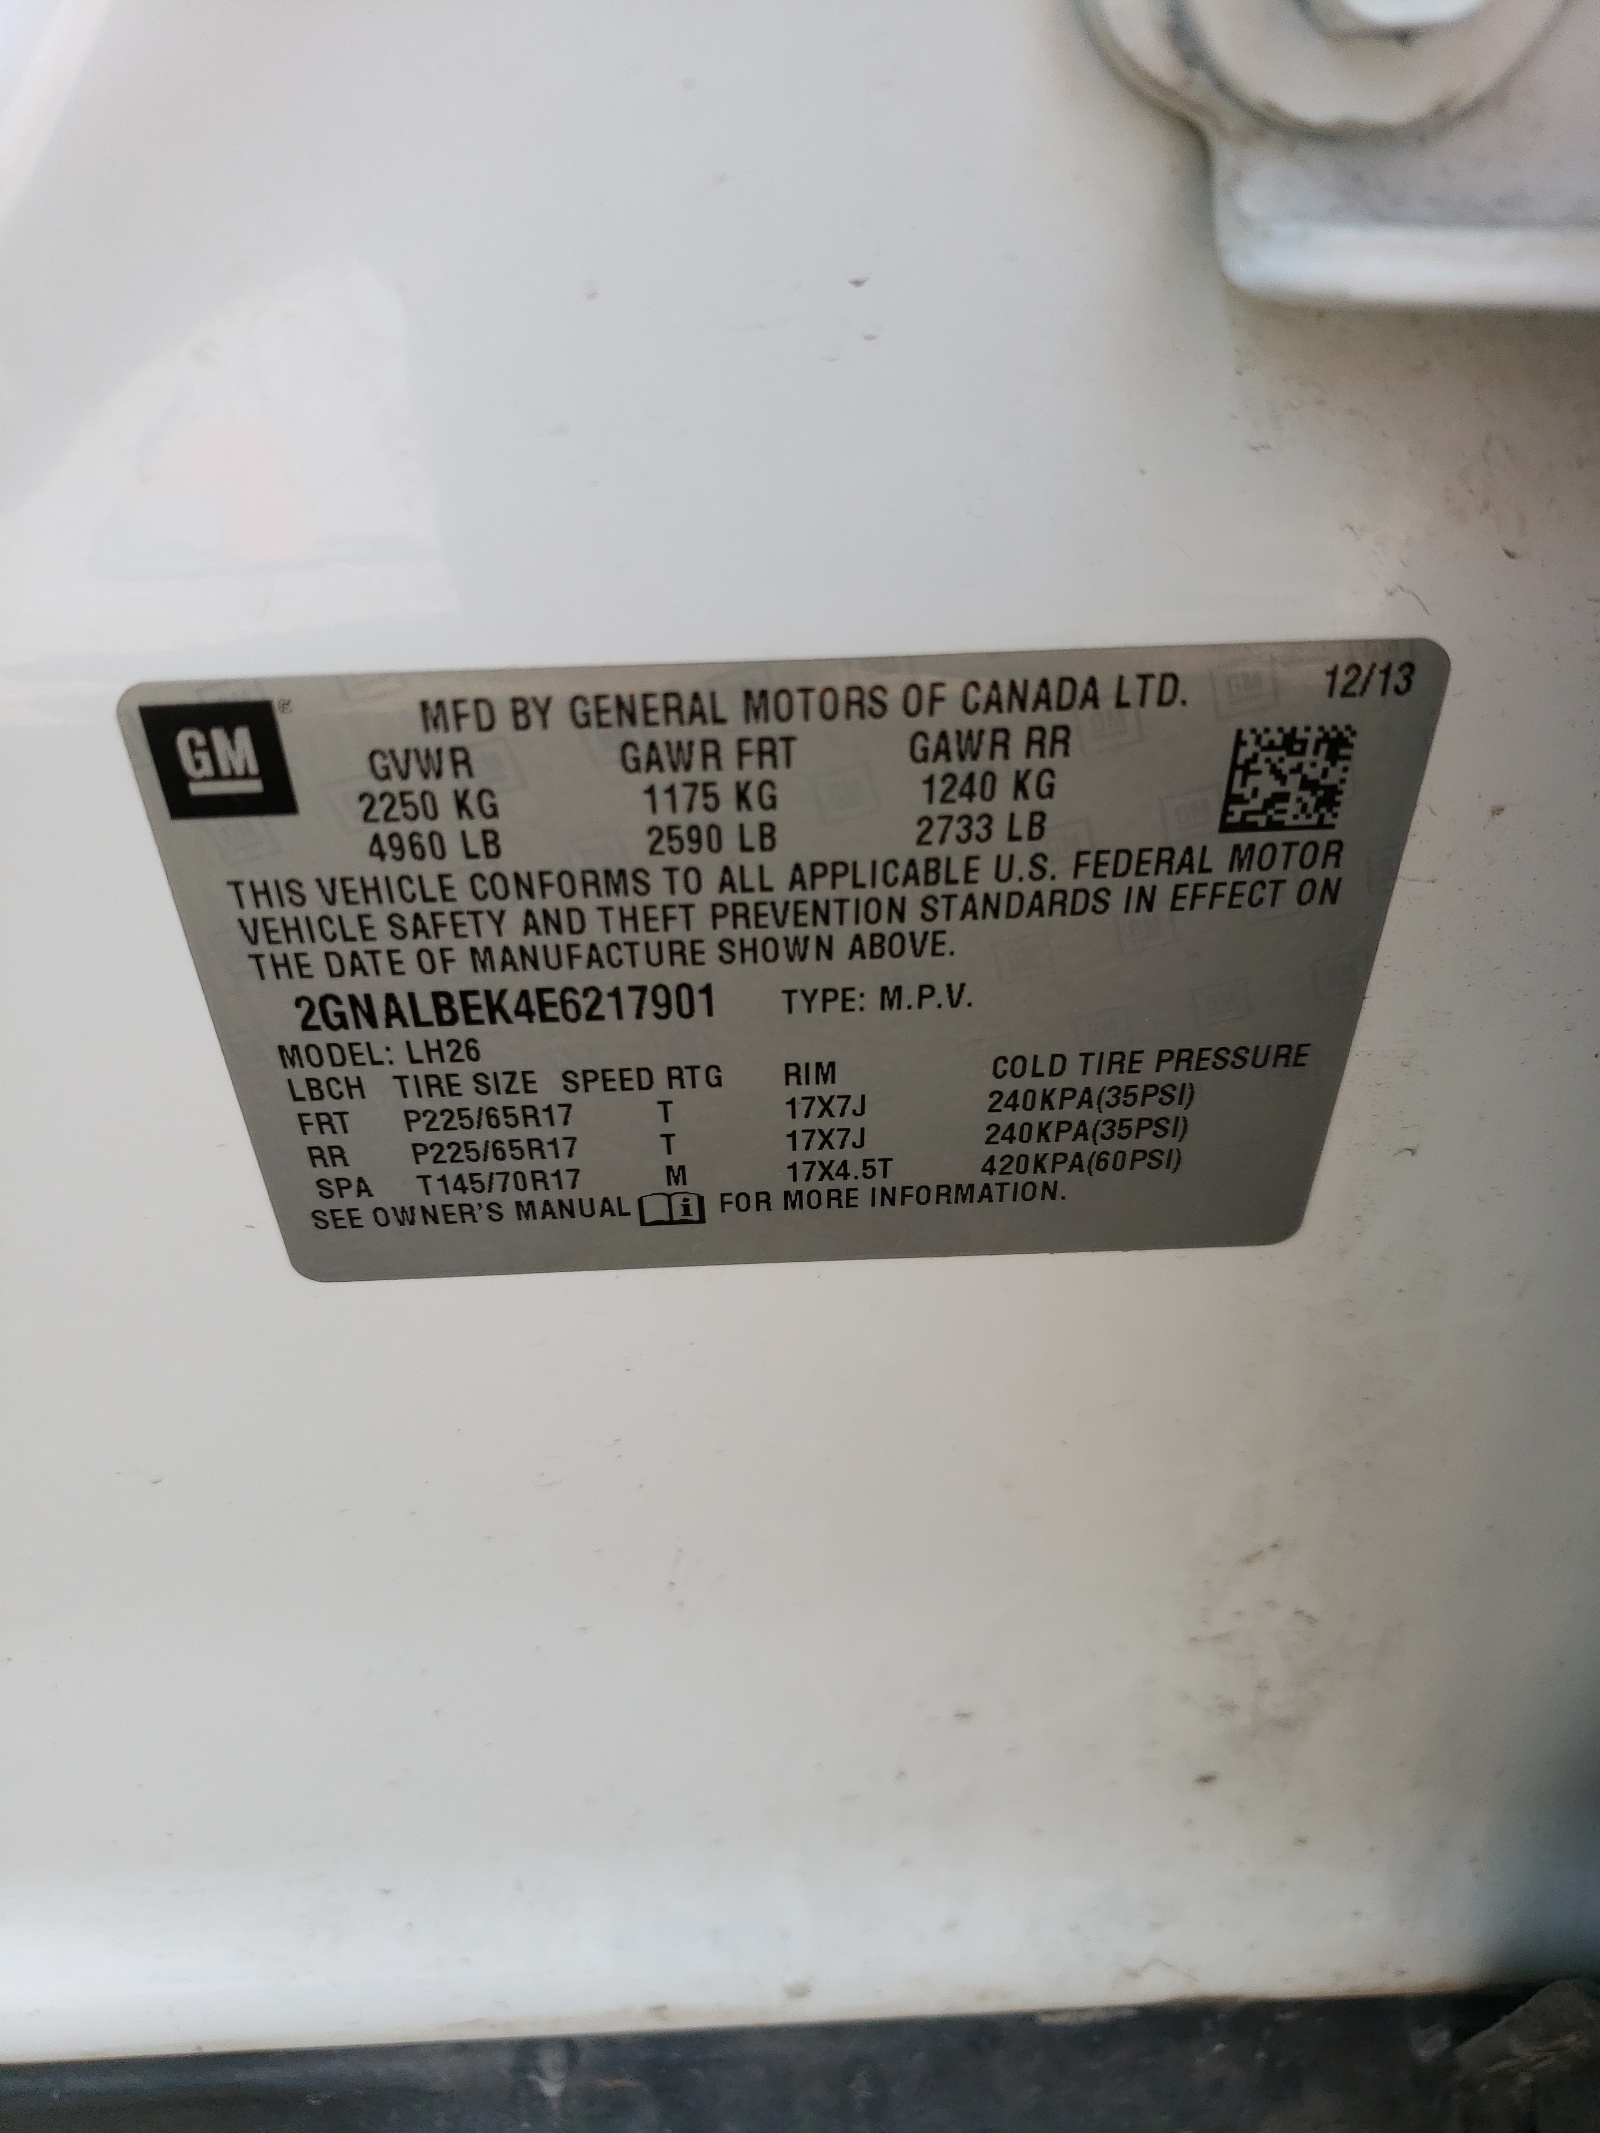 GM
MFD BY GENERAL MOTORS OF CANADA LTD. 12/13
GVWR GAWR FRT GAWR RR
2250 KG 1175 KG 1240 KG
4960 LB 2590 LB 2733 LB
THIS VEHICLE CONFORMS TO ALL APPLICABLE U.S. FEDERAL MOTOR
VEHICLE SAFETY AND THEFT PREVENTION STANDARDS IN EFFECT ON
THE DATE OF MANUFACTURE SHOWN ABOVE.
2GNALBEK4E6217901 TYPE: M.P.V.
MODEL: LH26
LBCH TIRE SIZE SPEED RTG RIM COLD TIRE PRESSURE
FRT P225/65R17 T 17X7J 240KPA(35PSI)
RR P225/65R17 T 17X7J 240KPA(35PSI)
SPA T145/70R17 M 17X4.5T 420KPA(60PSI)
SEE OWNER'S MANUAL i FOR MORE INFORMATION.